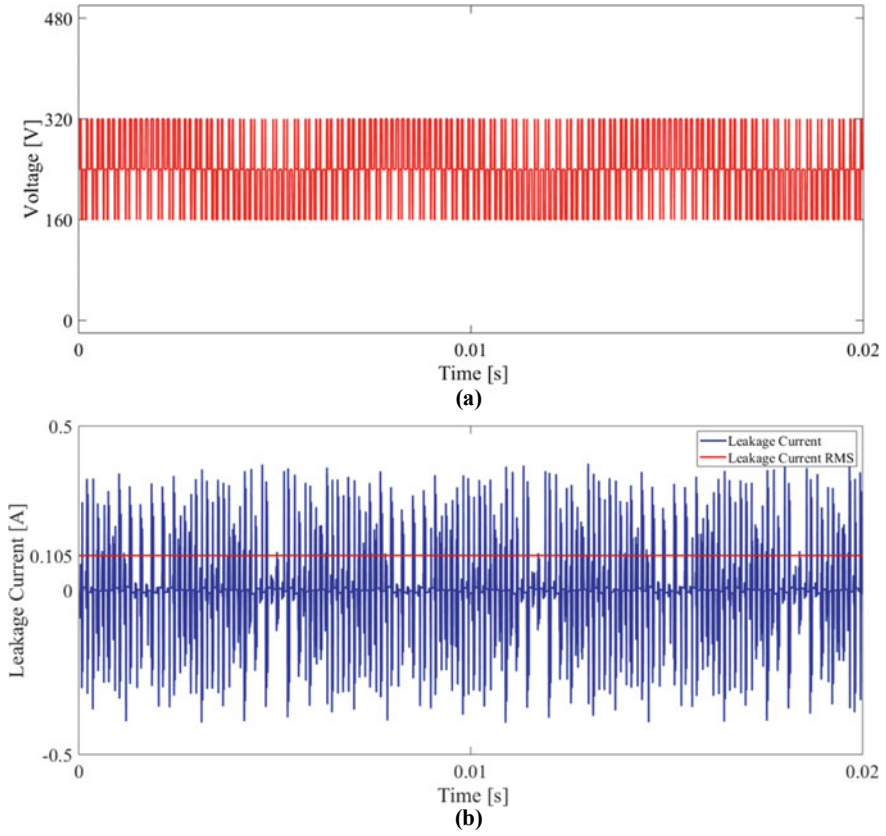 480
320
160
0
Voltage [V]
0
0.01
0.02
Time [s]
(a)
0.5
0.105
0
-0.5
Leakage Current [A]
Leakage Current
Leakage Current RMS
0
0.01
0.02
Time [s]
(b)